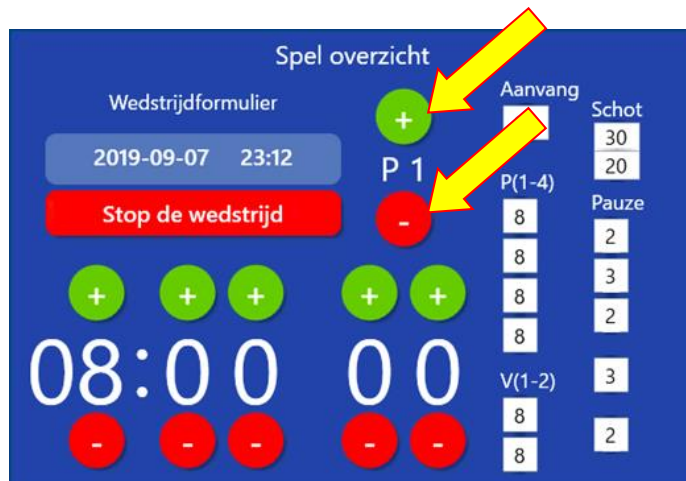 Spel overzicht
Wedstrijdformulier
2019-09-07 23:12
Stop de wedstrijd
+
P 1
-
+ + + + +
08:00 00
- - - - -
Aanvang
P(1-4)
8
8
8
8
V(1-2)
8
8
Schot
30
20
Pauze
2
3
2
3
2